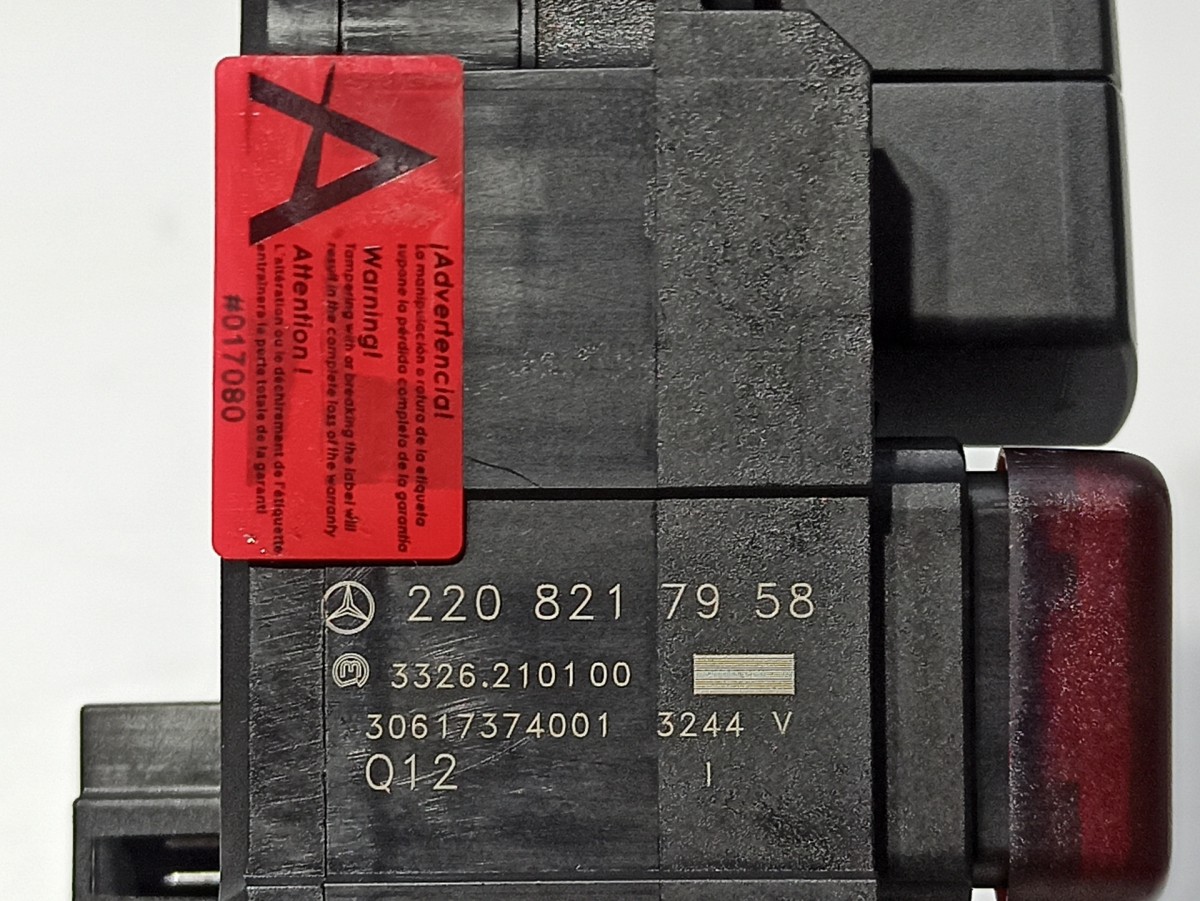 A
¡Advertencia!
La manipulación o rotura de la etiqueta
supone la pérdida completa de la garantía
Warning!
Tampering with or breaking the label will
result in the complete loss of the warranty
Attention !
L'altération ou le déchirement de l'étiquette
entraînera la perte totale de la garanti
#017080
220 821 79 58
3326.210100
30617374001 3244 V
Q12 I